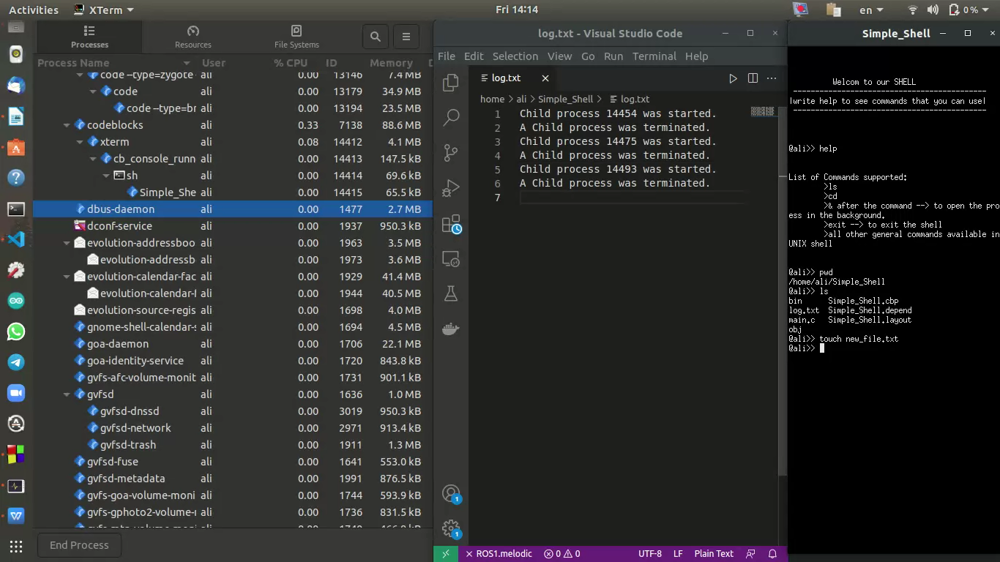 Activities
XTerm
Fri 14:14
en
0%
Processes
Resources
File Systems
Process Name
User
% CPU
ID
Memory
code --type=zygote ali 0.00 13146 7.4 MB
code ali 0.00 13179 34.9 MB
code --type=br ali 0.00 13194 23.5 MB
codeblocks ali 0.33 7138 88.6 MB
xterm ali 0.08 14412 4.1 MB
cb_console_runn ali 0.00 14413 147.5 kB
sh ali 0.00 14414 69.6 kB
Simple_She ali 0.00 14415 65.5 kB
dbus-daemon ali 0.00 1477 2.7 MB
dconf-service ali 0.00 1937 950.3 kB
evolution-addressboo ali 0.00 1963 3.5 MB
evolution-addressb ali 0.00 1973 3.6 MB
evolution-calendar-fac ali 0.00 1929 41.4 MB
evolution-calendar-f ali 0.00 1944 40.5 MB
evolution-source-regis ali 0.00 1698 4.0 MB
gnome-shell-calendar-s ali 0.00 1694 4.5 MB
goa-daemon ali 0.00 1706 22.1 MB
goa-identity-service ali 0.00 1720 843.8 kB
gvfs-afc-volume-monit ali 0.00 1731 901.1 kB
gvfsd ali 0.00 1636 1.0 MB
gvfsd-dnssd ali 0.00 3019 950.3 kB
gvfsd-network ali 0.00 2971 913.4 kB
gvfsd-trash ali 0.00 1911 1.3 MB
gvfsd-fuse ali 0.00 1641 553.0 kB
gvfsd-metadata ali 0.00 1991 876.5 kB
gvfs-goa-volume-moni ali 0.00 1744 593.9 kB
gvfs-gphoto2-volume-r ali 0.00 1736 831.5 kB
End Process
log.txt - Visual Studio Code
File Edit Selection View Go Run Terminal Help
log.txt
home > ali > Simple_Shell > log.txt
1 Child process 14454 was started.
2 A Child process was terminated.
3 Child process 14475 was started.
4 A Child process was terminated.
5 Child process 14493 was started.
6 A Child process was terminated.
7
1
1
ROS1.melodic
0
0
UTF-8
LF
Plain Text
Simple_Shell
Welcom to our SHELL
--------------------------------------------
!write help to see commands that you can use!
--------------------------------------------
@ali>> help
List of Commands supported:
>ls
>cd
>& after the command --> to open the pro
ess in the background.
>exit --> to exit the shell
>all other general commands available in
UNIX shell
@ali>> pwd
/home/ali/Simple_Shell
@ali>> ls
bin Simple_Shell.cbp
log.txt Simple_Shell.depend
main.c Simple_Shell.layout
obj
@ali>> touch new_file.txt
@ali>>